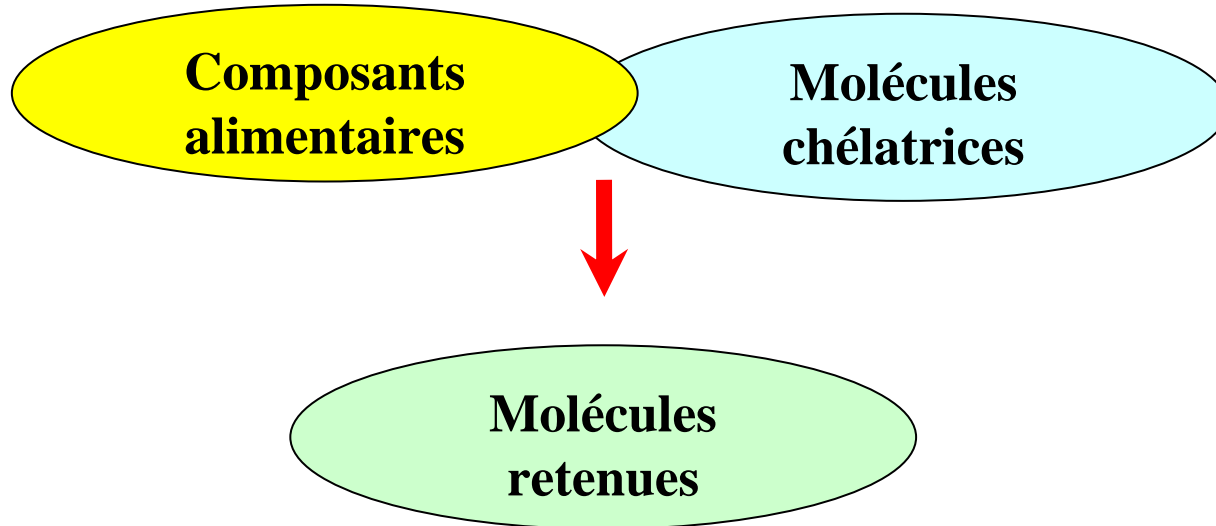 Composants
alimentaires
Molécules
chélatrices
Molécules
retenues